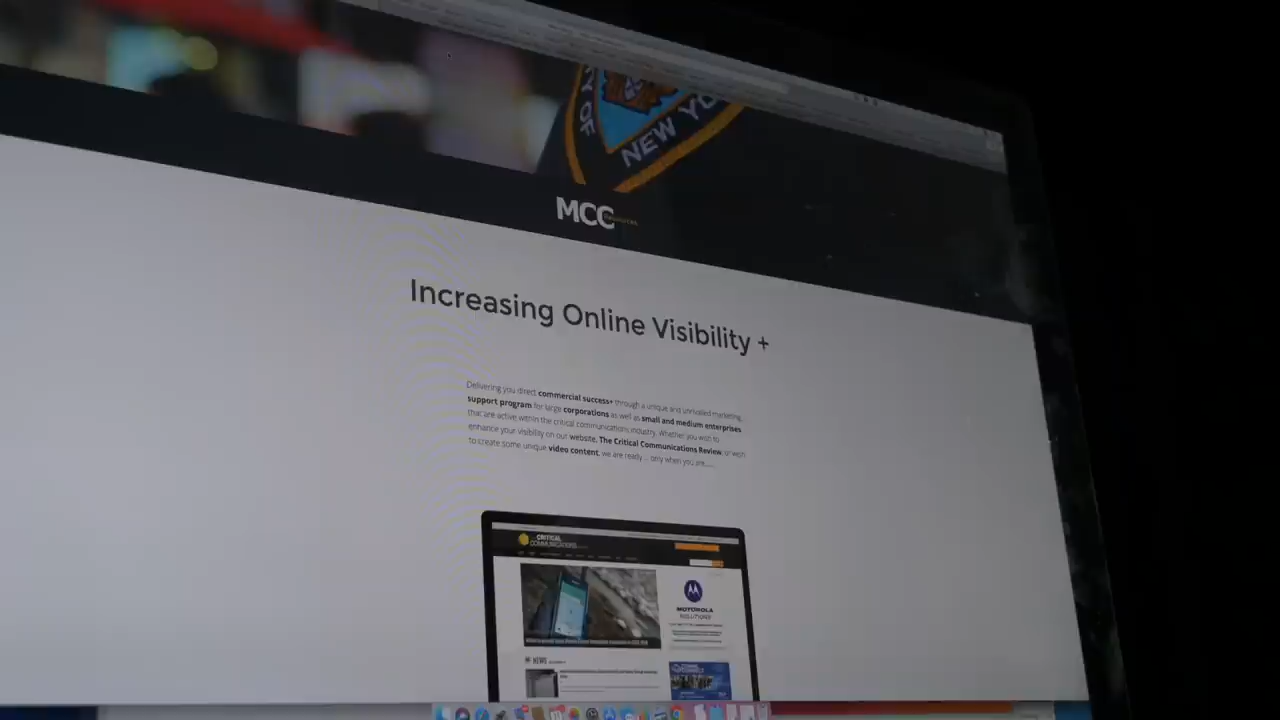 Y OF
NEW YO
MCC
Increasing Online Visibility +
Delivering you direct commercial success+ through a unique and unrivalled marketing
support program for large corporations as well as small and medium enterprises
that are active within the critical communications industry. Whether you wish to
enhance your visibility on our website, The Critical Communications Review, or wish
to create some unique video content, we are ready ... only when you are.....
CRITICAL
COMMUNICATIONS
MOTOROLA
SOLUTIONS
NEWS